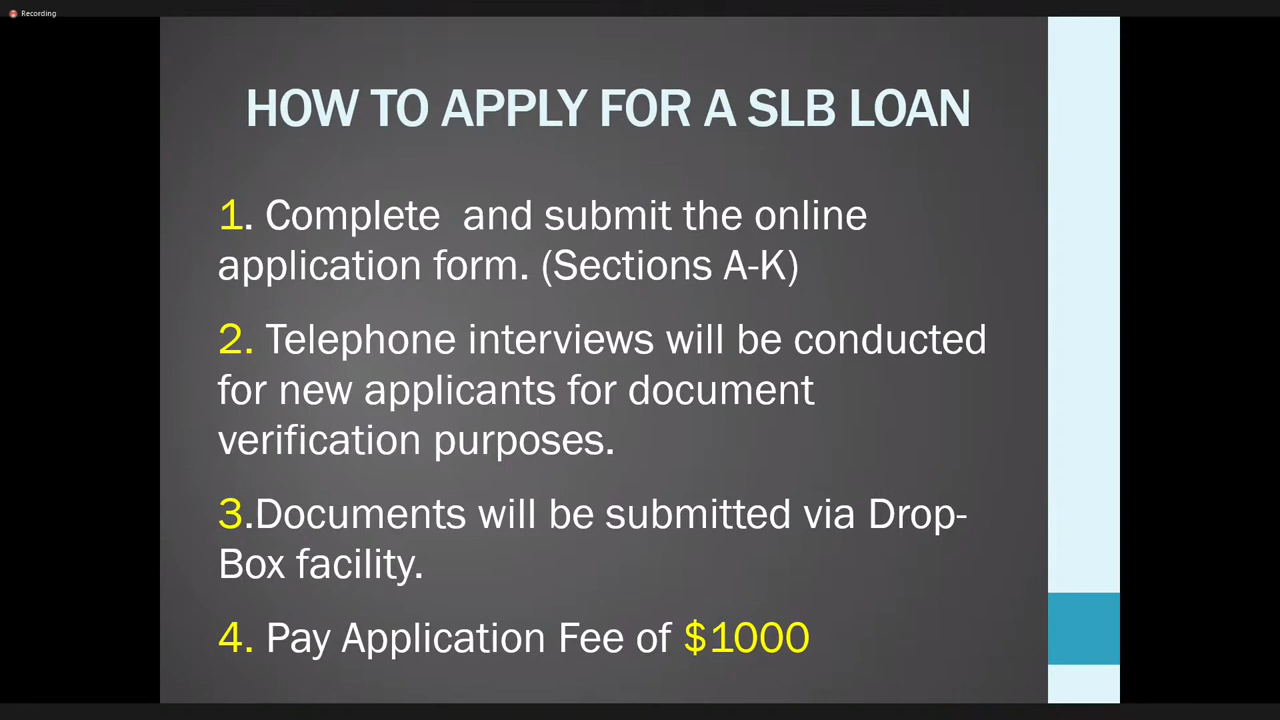 Recording
HOW TO APPLY FOR A SLB LOAN
1. Complete  and submit the online
application form. (Sections A-K)
2. Telephone interviews will be conducted
for new applicants for document
verification purposes.
3.Documents will be submitted via Drop-
Box facility.
4. Pay Application Fee of $1000